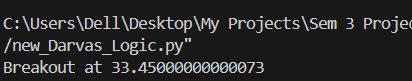 C:\Users\Dell\Desktop\My Projects\Sem 3 Projec
/new_Darvas_Logic.py"
Breakout at 33.45000000000073